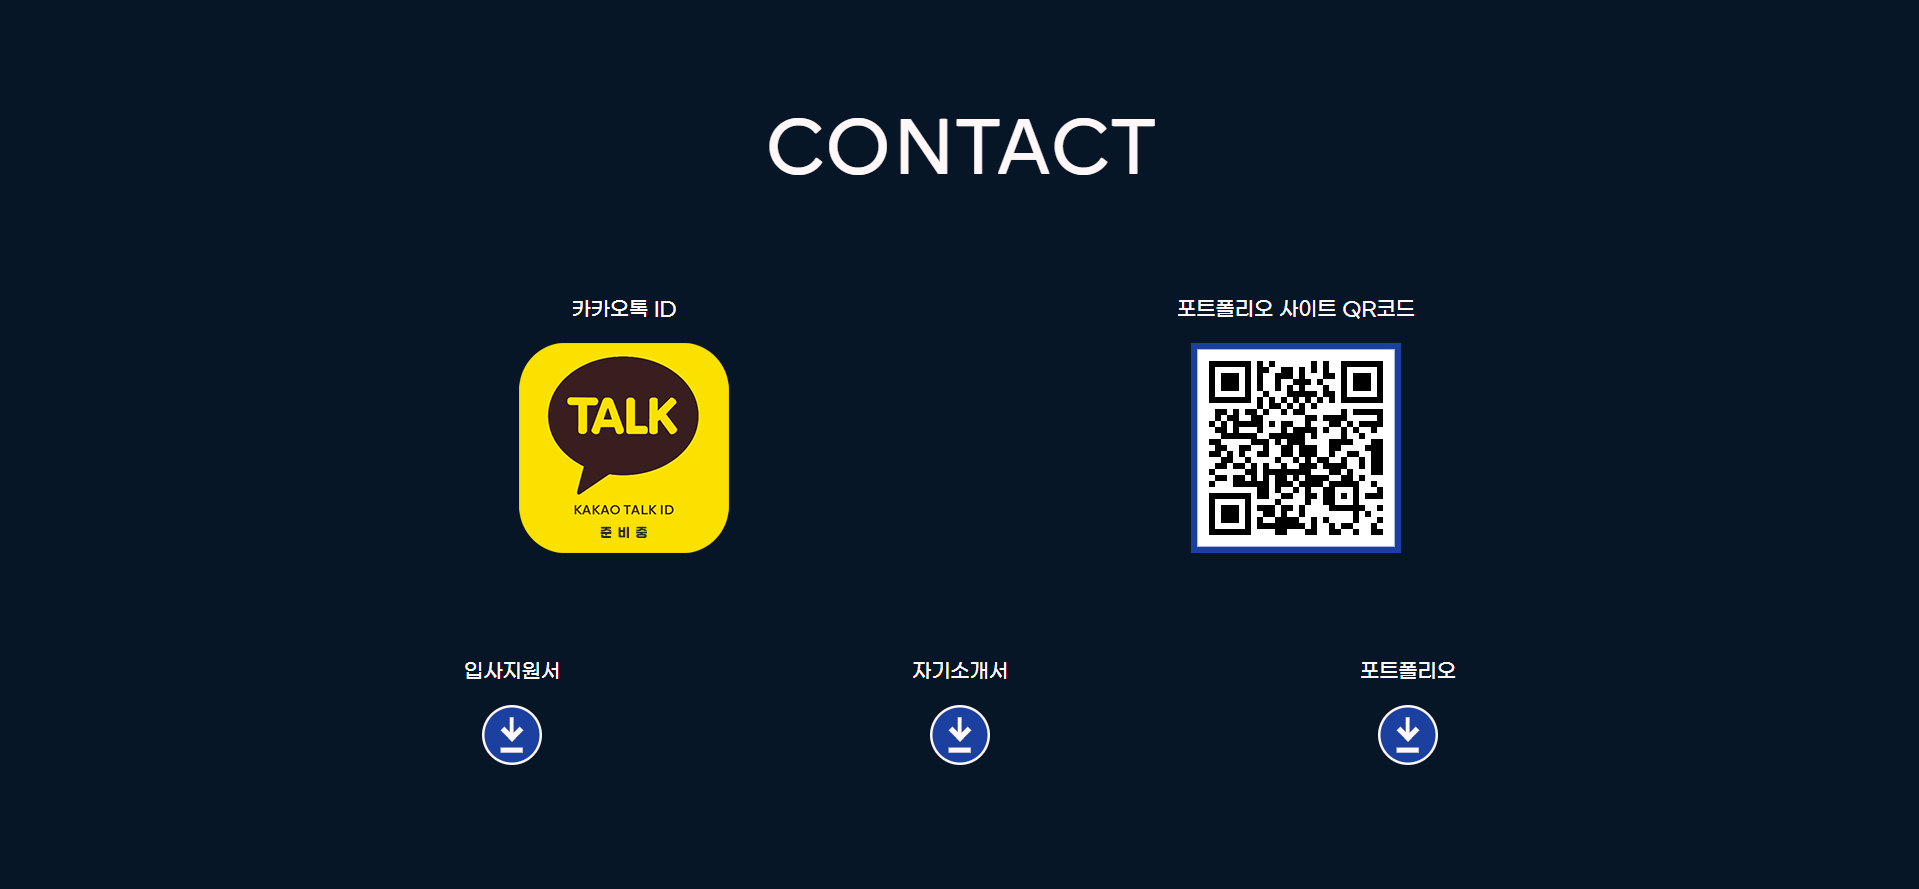 CONTACT
카카오톡 ID
포트폴리오 사이트 QR코드
TALK
KAKAO TALK ID
준비중
입사지원서
자기소개서
포트폴리오